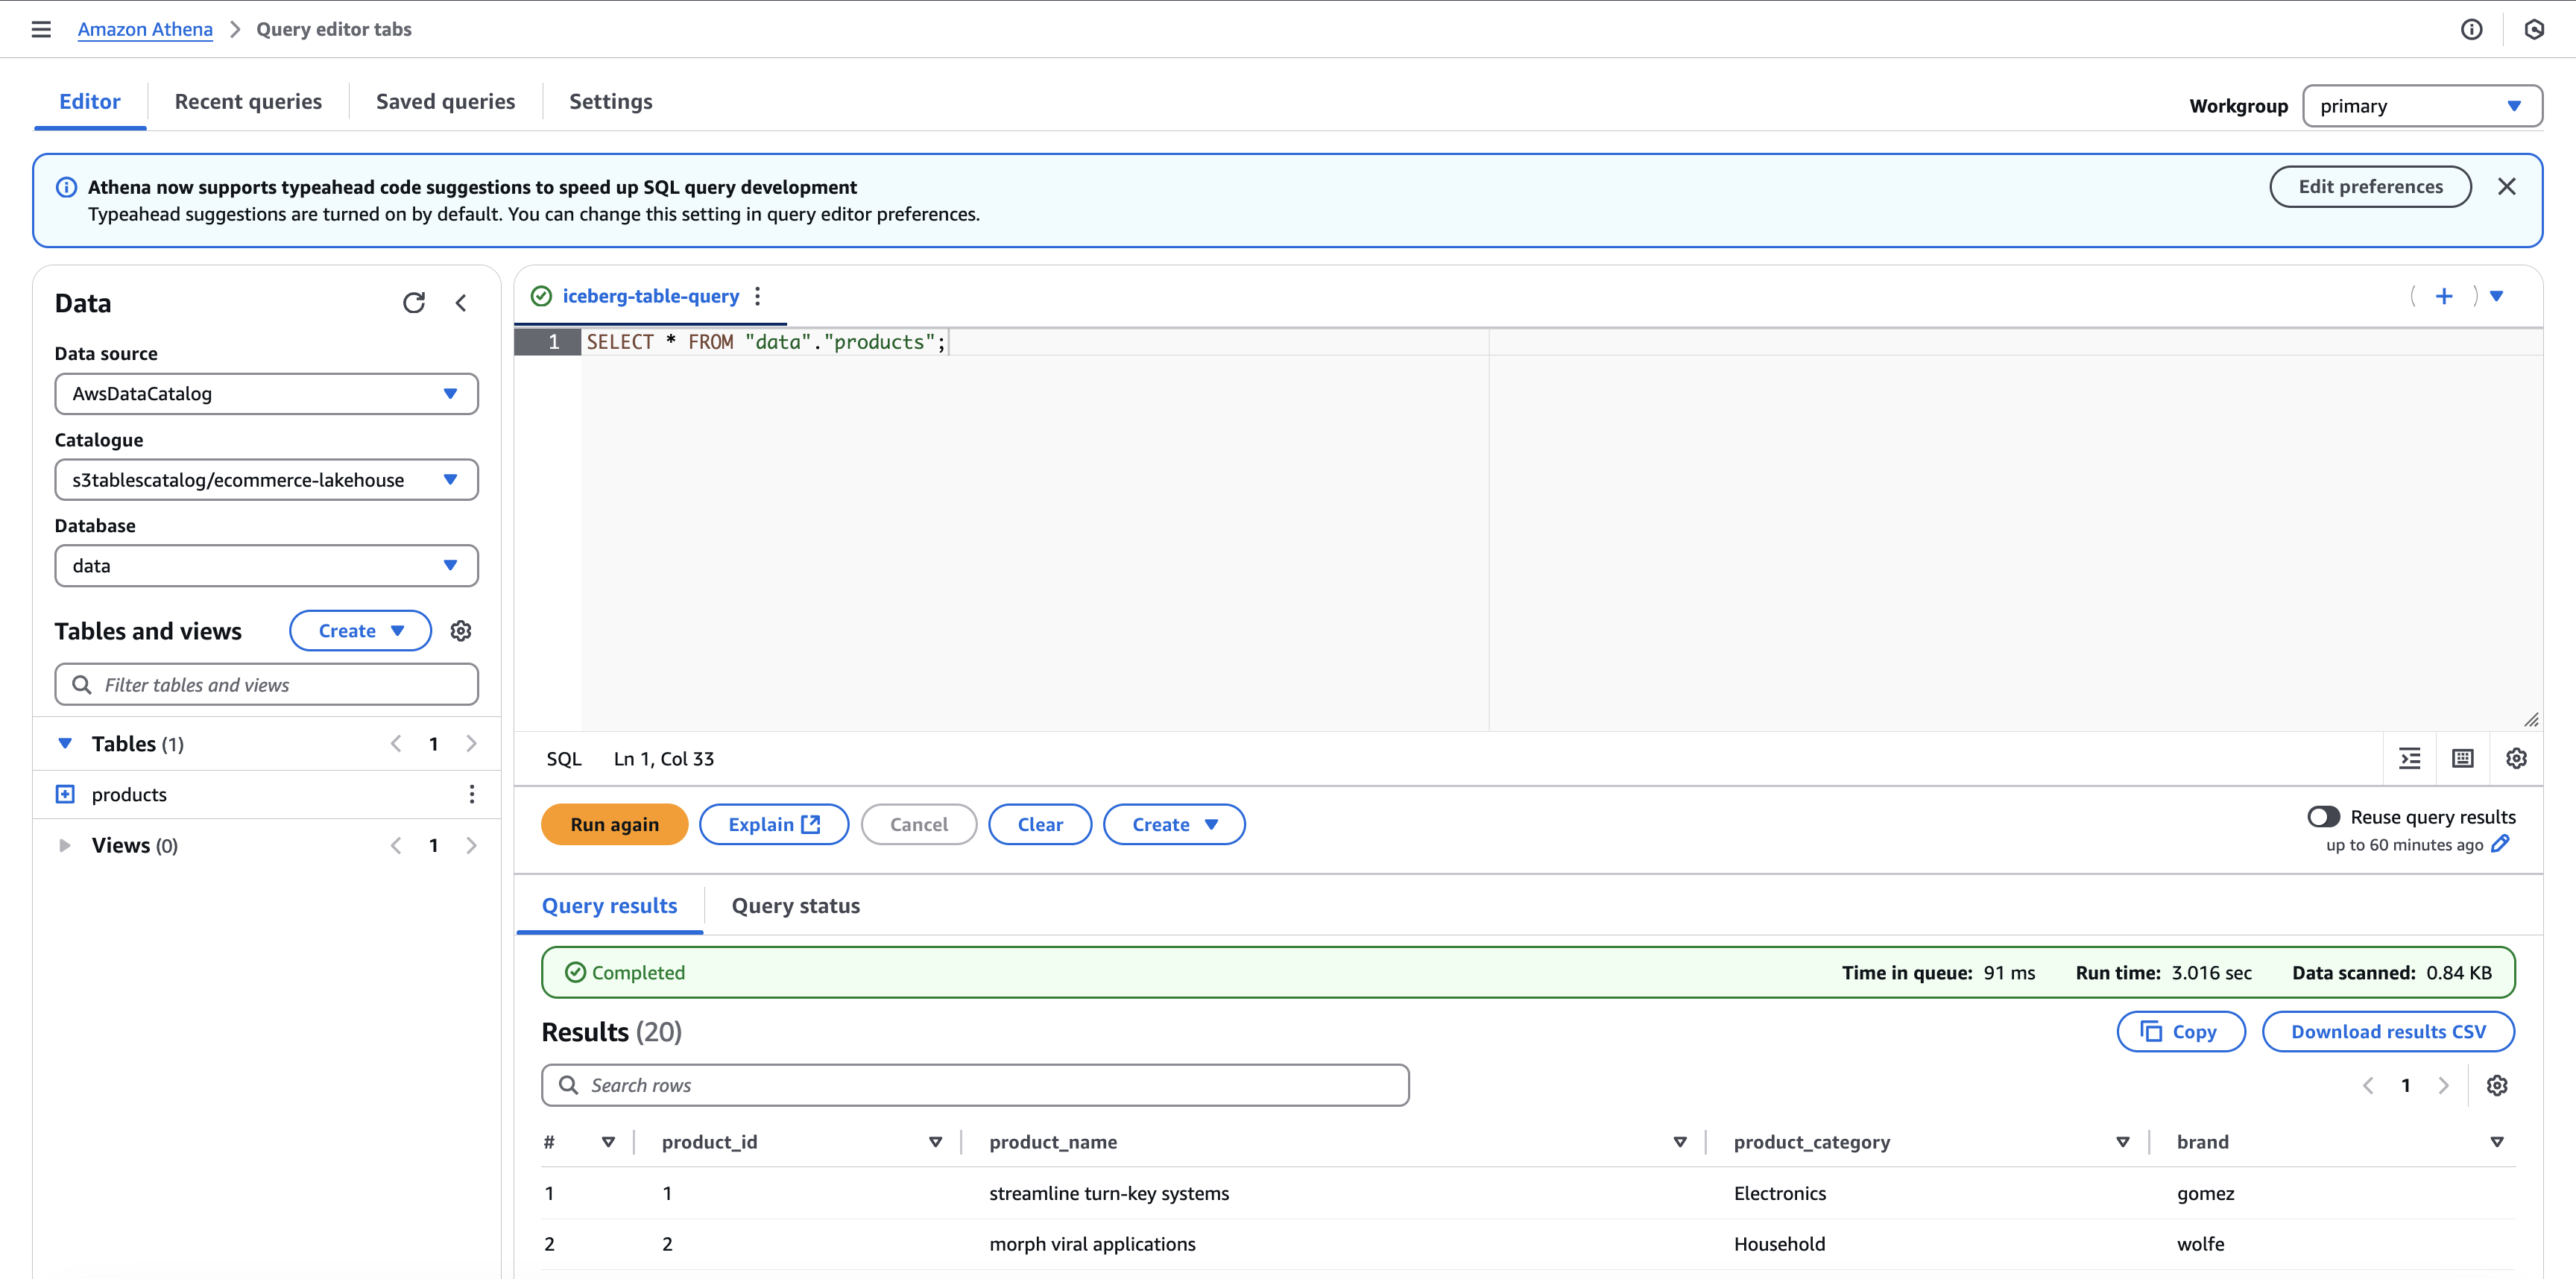 Amazon Athena > Query editor tabs
Editor Recent queries Saved queries Settings Workgroup primary
Athena now supports typeahead code suggestions to speed up SQL query development
Typeahead suggestions are turned on by default. You can change this setting in query editor preferences.
Edit preferences
Data
Data source
AwsDataCatalog
Catalogue
s3tablescatalog/ecommerce-lakehouse
Database
data
Tables and views Create
Filter tables and views
Tables (1) < 1 >
products
Views (0) < 1 >
iceberg-table-query
1 SELECT * FROM "data"."products";
SQL Ln 1, Col 33
Run again Explain Cancel Clear Create
Reuse query results
up to 60 minutes ago
Query results Query status
Completed Time in queue: 91 ms Run time: 3.016 sec Data scanned: 0.84 KB
Results (20) Copy Download results CSV
Search rows < 1 >
# product_id product_name product_category brand
1 1 streamline turn-key systems Electronics gomez
2 2 morph viral applications Household wolfe